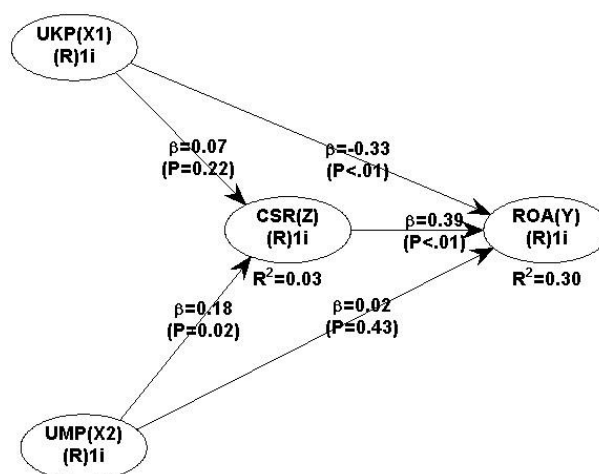 UKP(X1)
(R)1i
β=0.07
(P=0.22)
β=-0.33
(P<.01)
CSR(Z)
(R)1i
R²=0.03
β=0.39
(P<.01)
ROA(Y)
(R)1i
R²=0.30
β=0.18
(P=0.02)
β=0.02
(P=0.43)
UMP(X2)
(R)1i